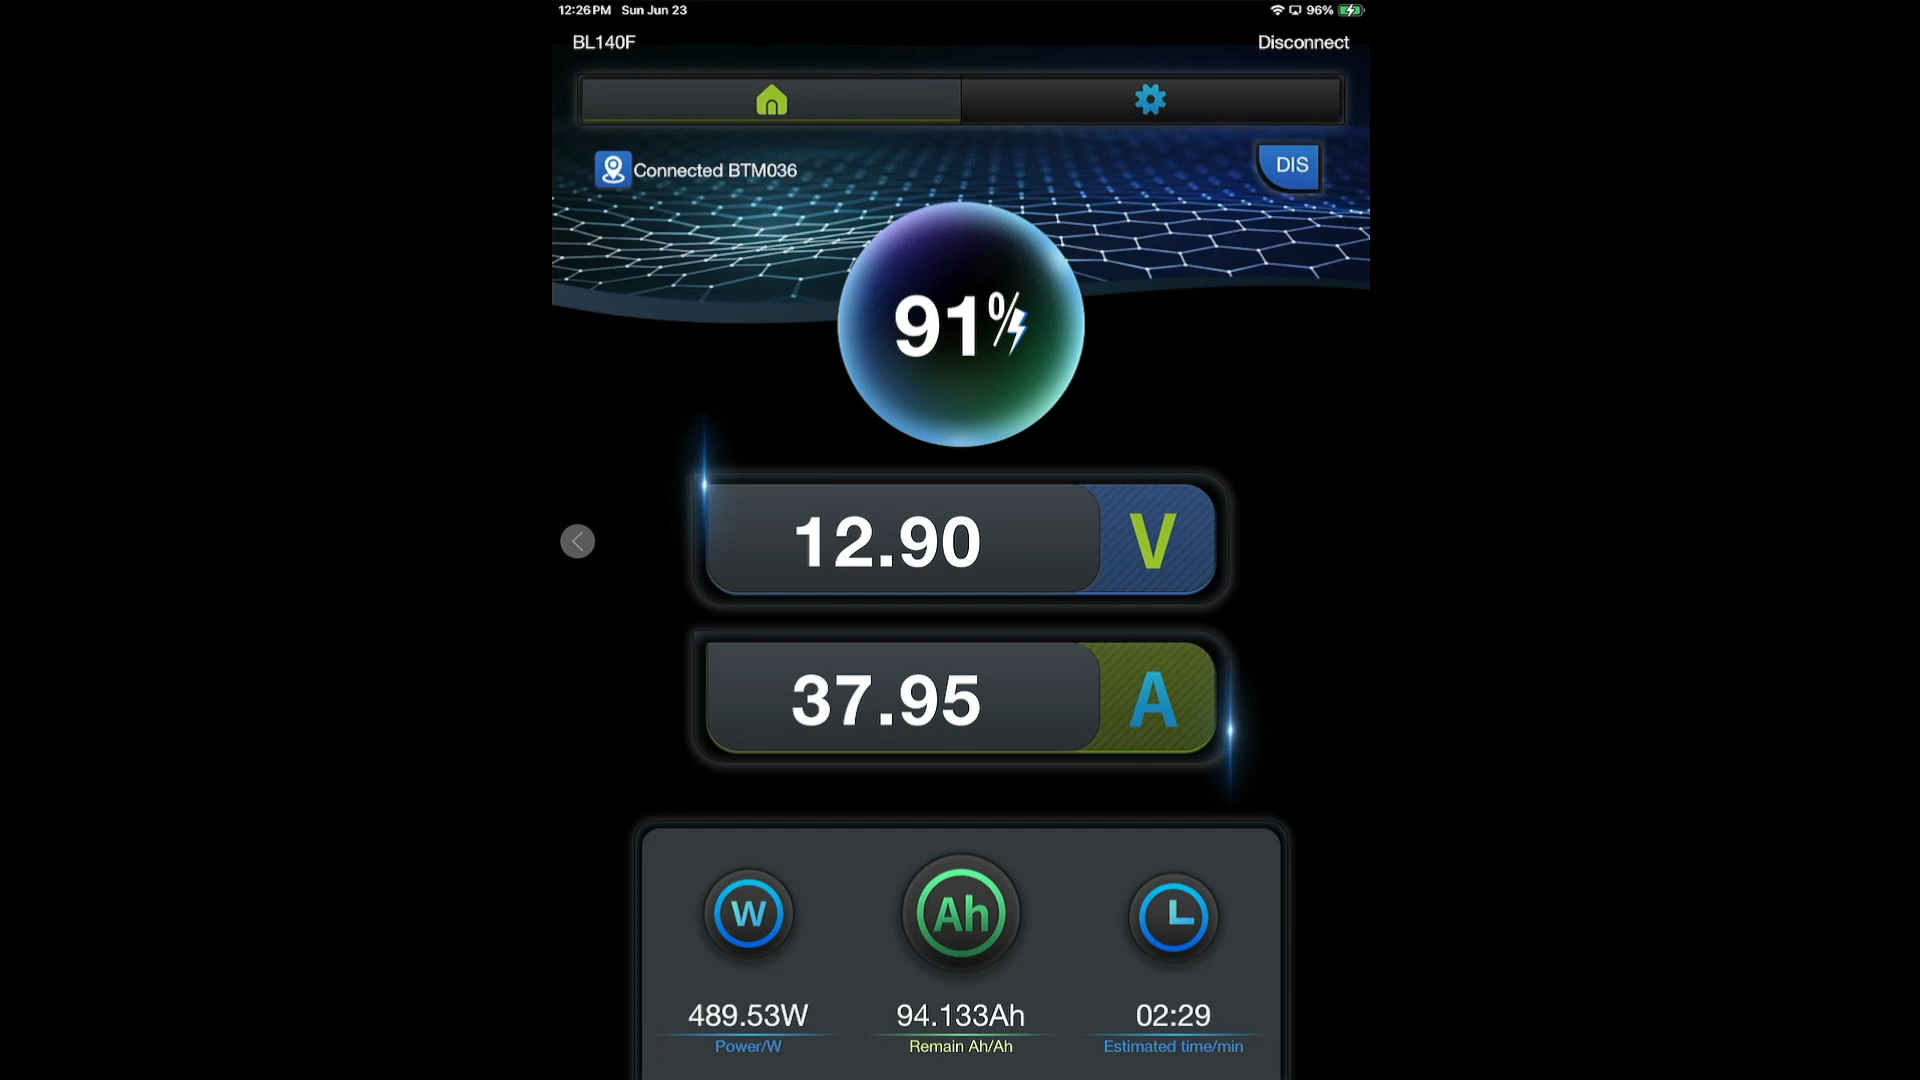 12:26 PM Sun Jun 23
96%
BL140F
Disconnect
Connected BTM036
DIS
91%
12.90 V
37.95 A
W
Ah
489.53W
94.133Ah
02:29
Power/W
Remain Ah/Ah
Estimated time/min